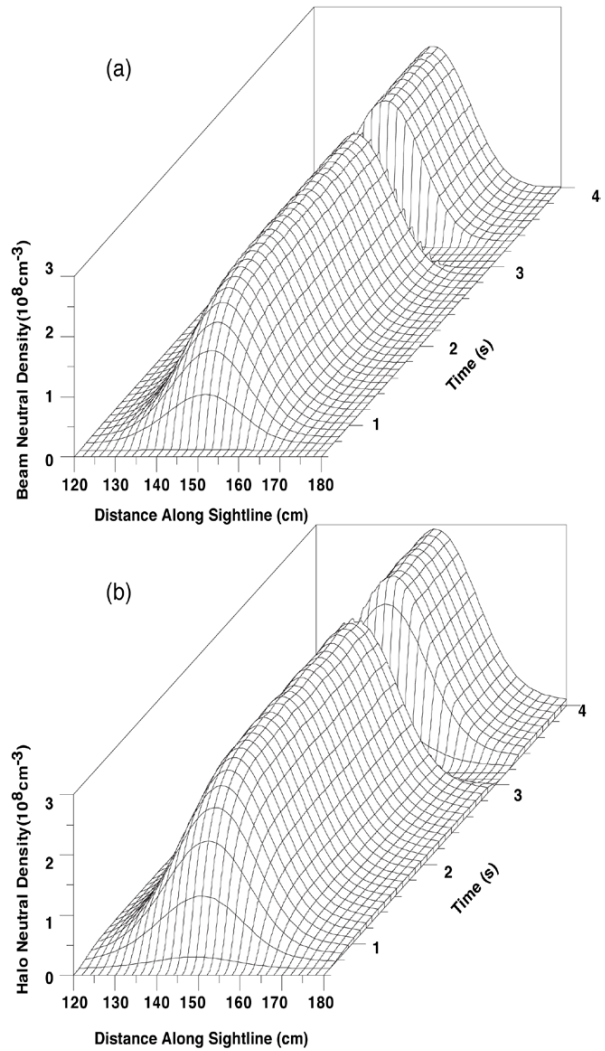 (a)
Beam Neutral Density(10⁸cm⁻³)
3
2
1
0
120 130 140 150 160 170 180
Distance Along Sightline (cm)
1
2
3
4
Time (s)
(b)
Halo Neutral Density(10⁸cm⁻³)
3
2
1
0
120 130 140 150 160 170 180
Distance Along Sightline (cm)
1
2
3
4
Time (s)